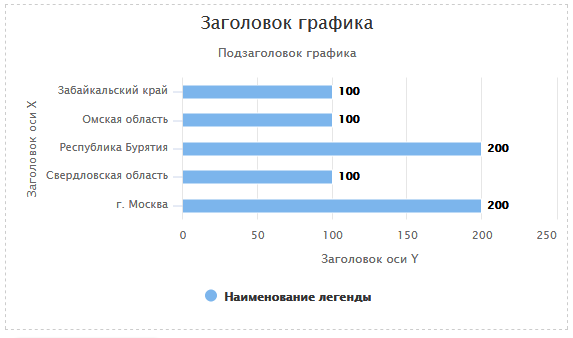 Заголовок графика
Подзаголовок графика
Заголовок оси X
Забайкальский край 100
Омская область 100
Республика Бурятия 200
Свердловская область 100
г. Москва 200
0 50 100 150 200 250
Заголовок оси Y
Наименование легенды